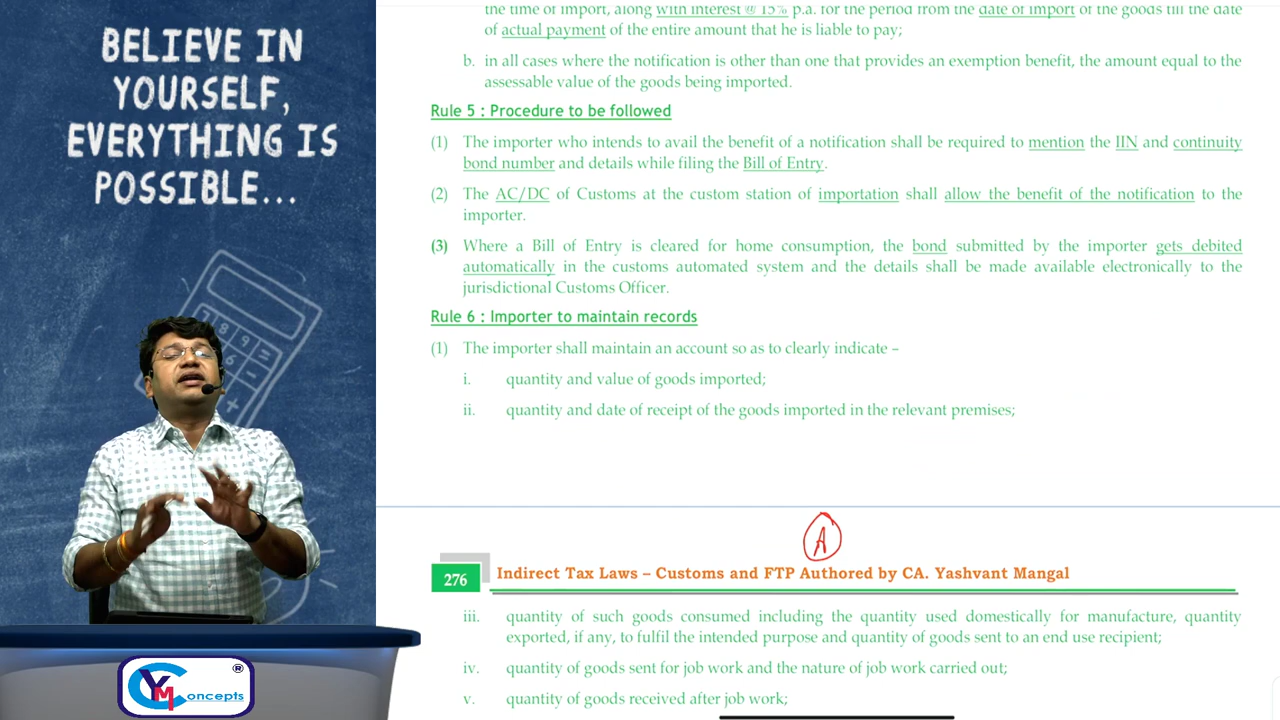 BELIEVE IN
YOURSELF,
EVERYTHING IS
POSSIBLE...
the time of import, along with interest @ 15% p.a. for the period from the date of import of the goods till the date
of actual payment of the entire amount that he is liable to pay;
b. in all cases where the notification is other than one that provides an exemption benefit, the amount equal to the
assessable value of the goods being imported.
Rule 5 : Procedure to be followed
(1) The importer who intends to avail the benefit of a notification shall be required to mention the IIN and continuity
bond number and details while filing the Bill of Entry.
(2) The AC/DC of Customs at the custom station of importation shall allow the benefit of the notification to the
importer.
(3) Where a Bill of Entry is cleared for home consumption, the bond submitted by the importer gets debited
automatically in the customs automated system and the details shall be made available electronically to the
jurisdictional Customs Officer.
Rule 6 : Importer to maintain records
(1) The importer shall maintain an account so as to clearly indicate –
i. quantity and value of goods imported;
ii. quantity and date of receipt of the goods imported in the relevant premises;
A
276 Indirect Tax Laws – Customs and FTP Authored by CA. Yashvant Mangal
iii. quantity of such goods consumed including the quantity used domestically for manufacture, quantity
exported, if any, to fulfil the intended purpose and quantity of goods sent to an end use recipient;
iv. quantity of goods sent for job work and the nature of job work carried out;
v. quantity of goods received after job work;
7 8 9 =
6 -
+
YM Concepts ®